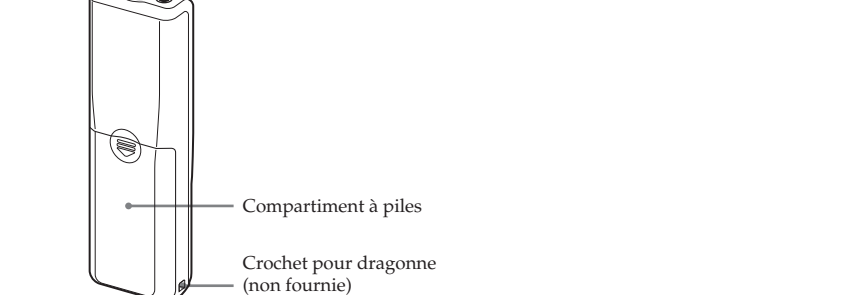 Compartiment à piles
Crochet pour dragonne
(non fournie)